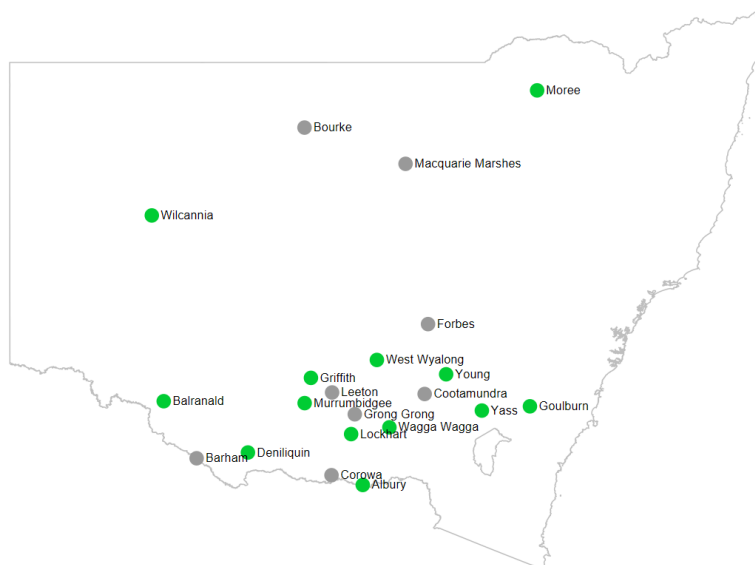 Moree
Bourke
Macquarie Marshes
Wilcannia
Forbes
West Wyalong
Young
Griffith
Leeton
Cootamundra
Balranald
Murrumbidgee
Goulburn
Yass
Grong Grong
Wagga Wagga
Lockhart
Deniliquin
Barham
Corowa
Albury